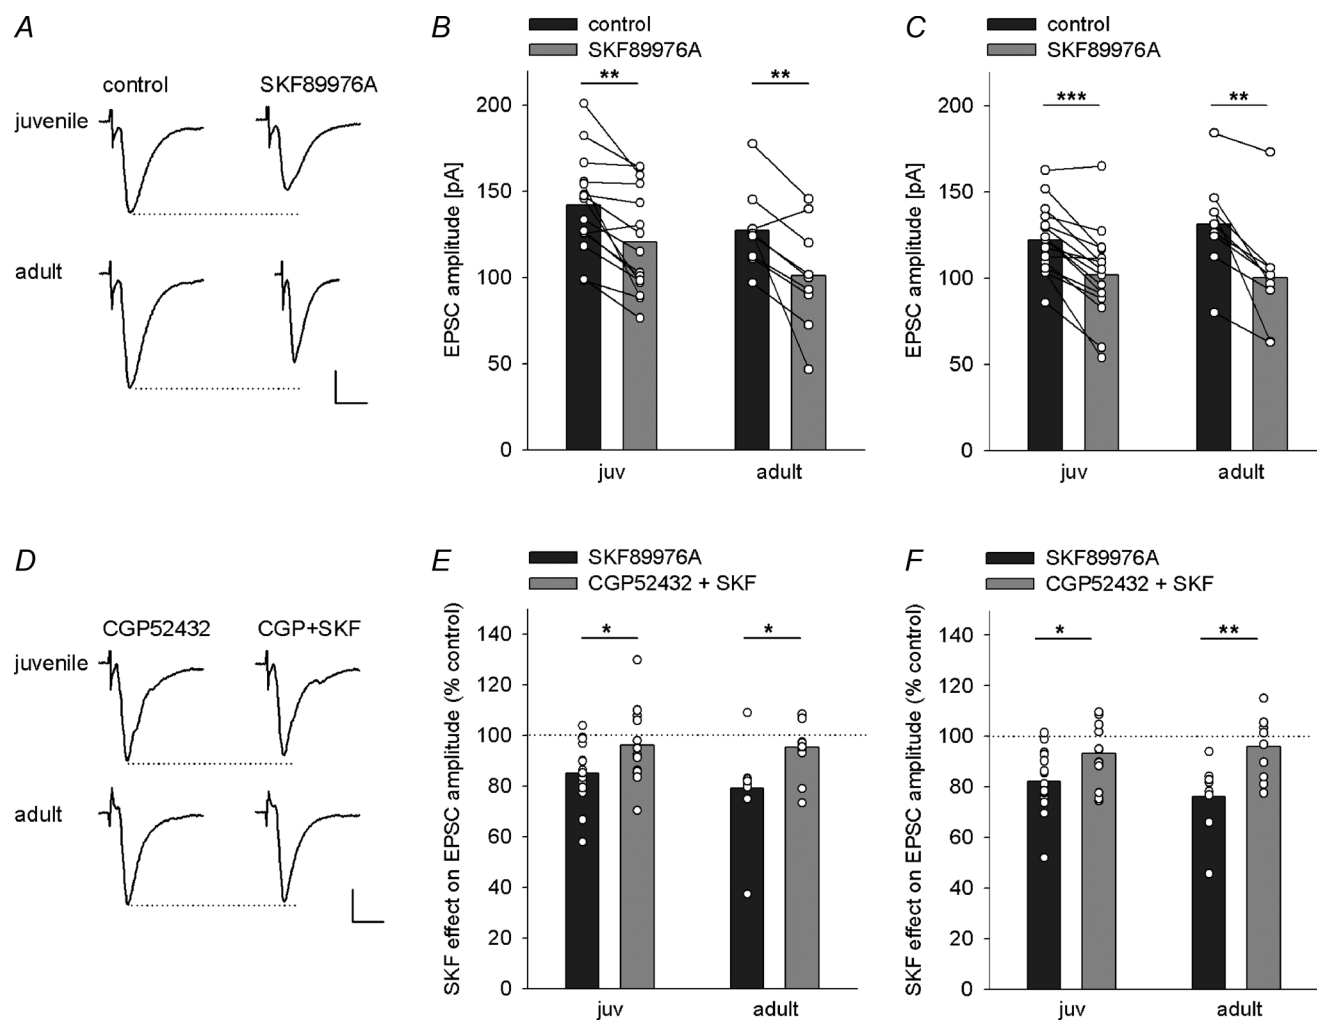 A
control
SKF89976A
juvenile
adult
B
control
SKF89976A
**
**
EPSC amplitude [pA]
200
150
100
50
0
juv
adult
C
control
SKF89976A
***
**
EPSC amplitude [pA]
200
150
100
50
0
juv
adult
D
CGP52432
CGP+SKF
juvenile
adult
E
SKF89976A
CGP52432 + SKF
*
*
SKF effect on EPSC amplitude (% control)
140
120
100
80
60
40
20
0
juv
adult
F
SKF89976A
CGP52432 + SKF
*
**
SKF effect on EPSC amplitude (% control)
140
120
100
80
60
40
20
0
juv
adult